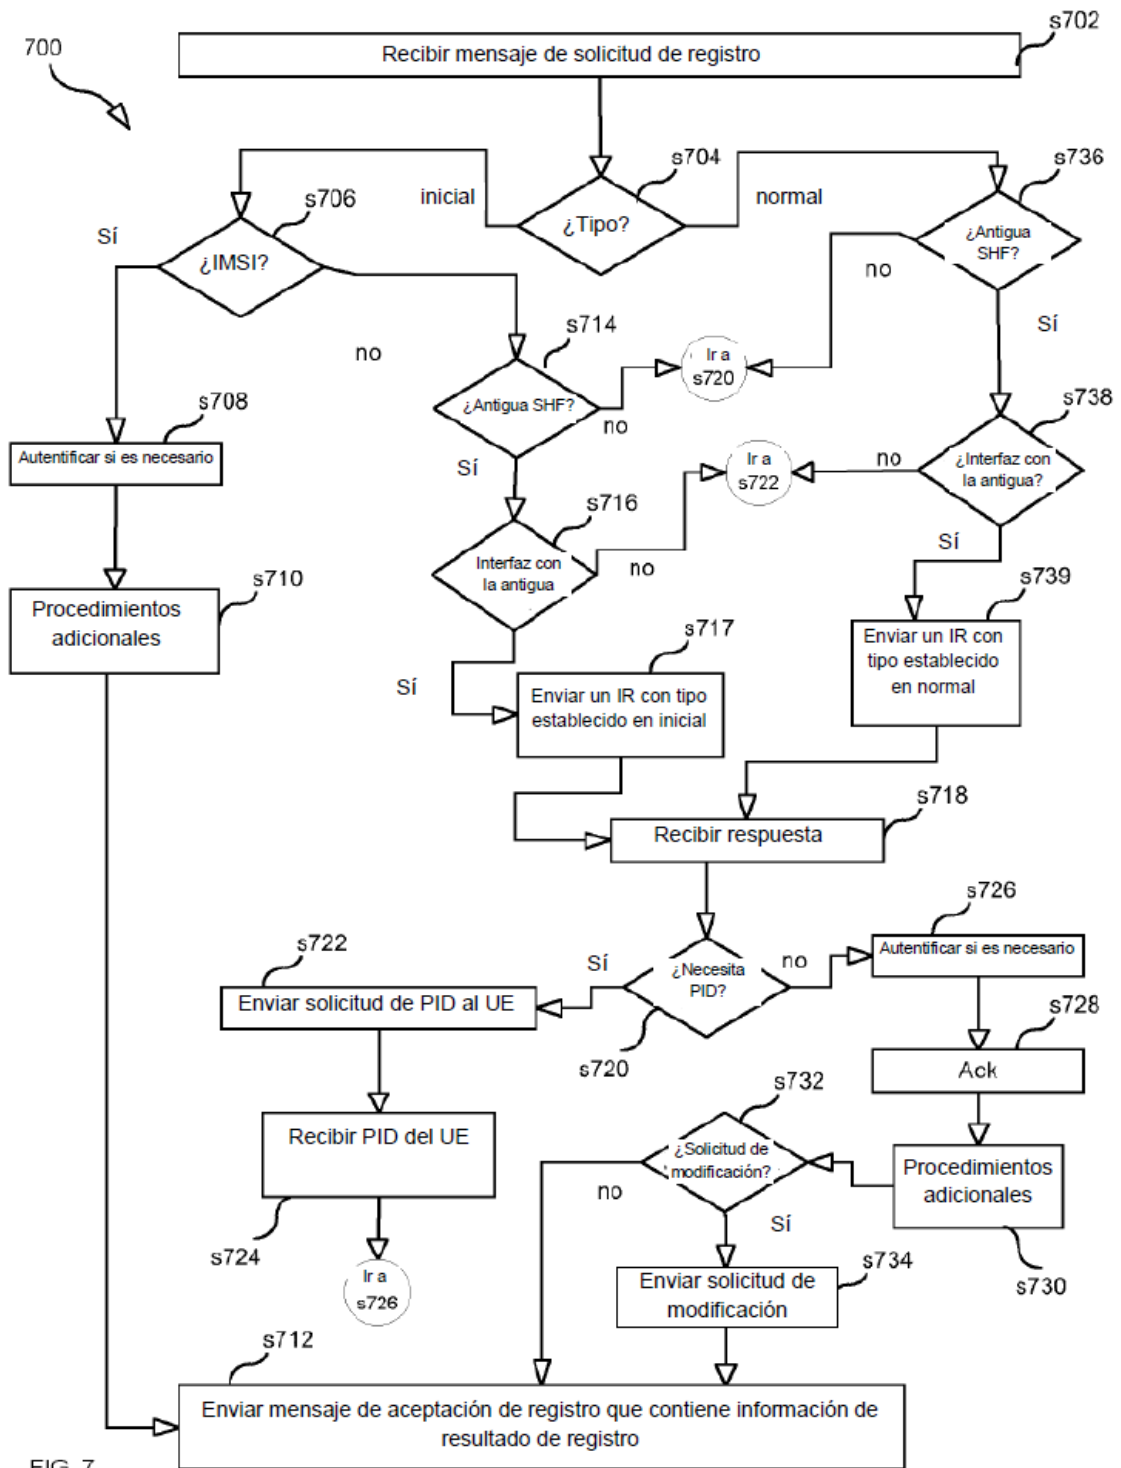 s702
700
Recibir mensaje de solicitud de registro
s704
s736
s706
inicial
normal
¿Tipo?
¿Antigua
SHF?
Sí
¿IMSI?
no
Sí
s714
no
Ir a
s720
¿Antigua SHF?
no
s708
s738
Autentificar si es necesario
Sí
Ir a
s722
no
¿Interfaz con
la antigua?
s716
Sí
Interfaz con
la antigua
no
s710
s739
Procedimientos
adicionales
Enviar un IR con
tipo establecido
en normal
s717
Sí
Enviar un IR con tipo
establecido en inicial
s718
Recibir respuesta
s726
s722
Sí
¿Necesita
PID?
no
Autentificar si es necesario
Enviar solicitud de PID al UE
s728
s720
Ack
s732
Recibir PID del UE
¿Solicitud de
modificación?
Procedimientos
adicionales
no
Sí
s724
s734
s730
Ir a
s726
Enviar solicitud de
modificación
s712
Enviar mensaje de aceptación de registro que contiene información de
resultado de registro
FIG. 7